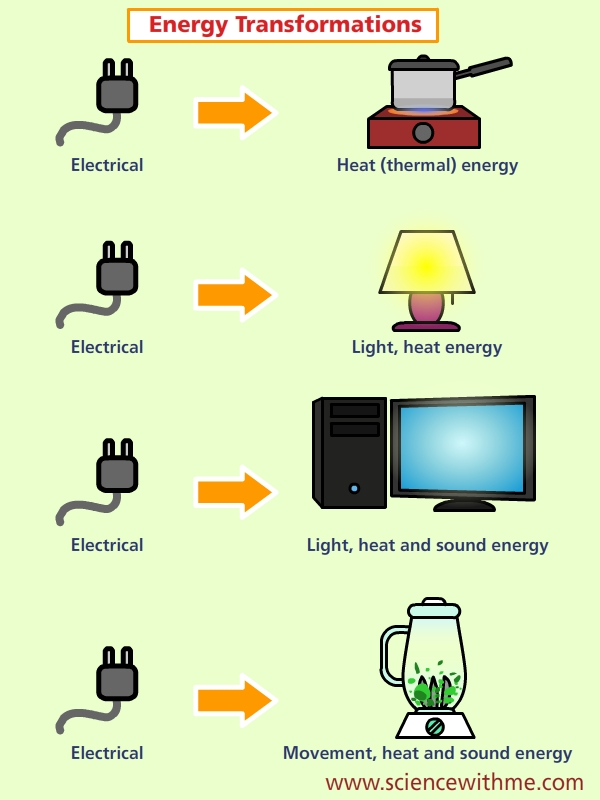 Energy Transformations
Electrical
Heat (thermal) energy
Electrical
Light, heat energy
Electrical
Light, heat and sound energy
Electrical
Movement, heat and sound energy
www.sciencewithme.com